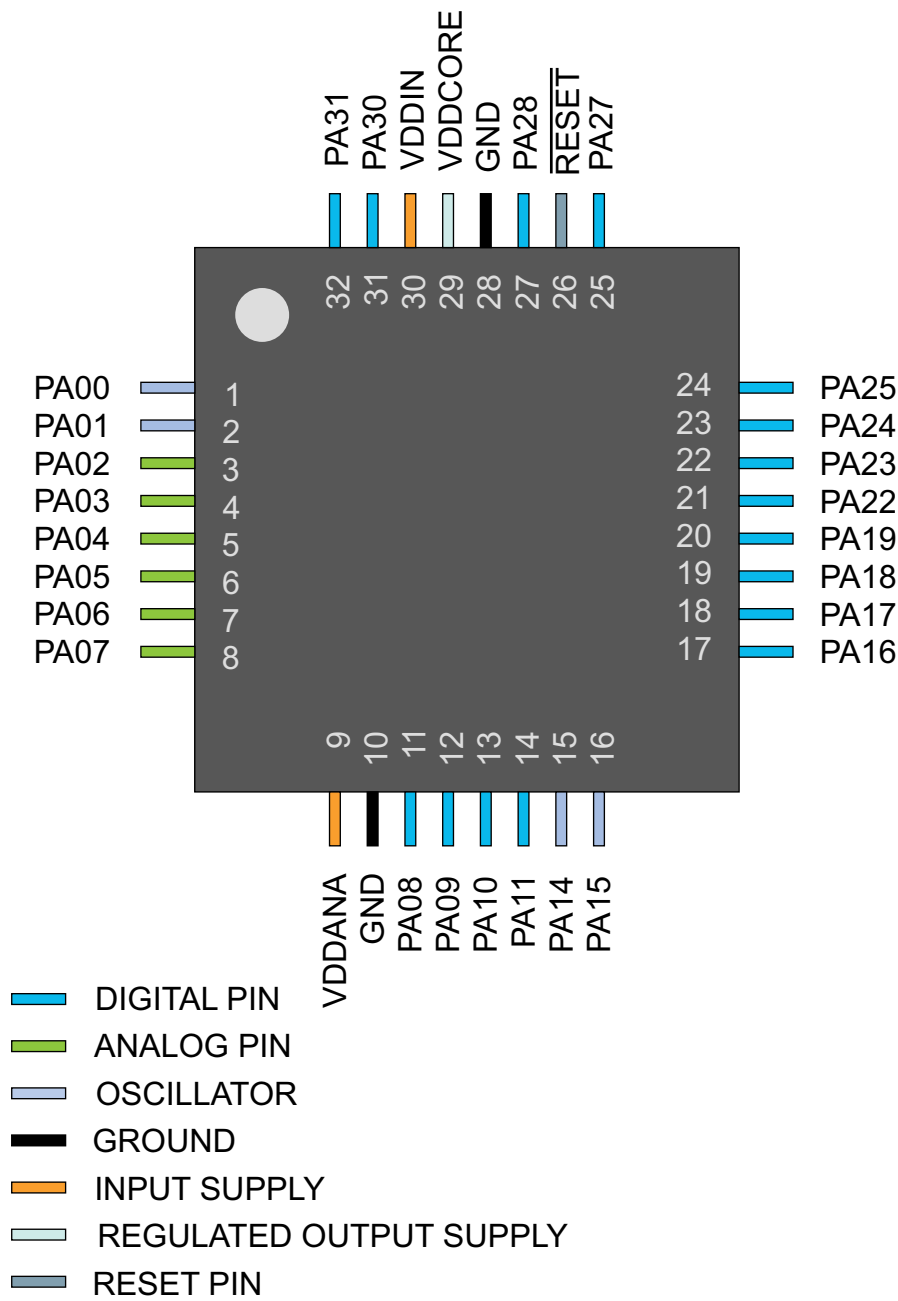 PA31
PA30
VDDIN
VDDCORE
GND
PA28
RESET
PA27
32
31
30
29
28
27
26
25
PA00
1
24
PA25
PA01
2
23
PA24
PA02
3
22
PA23
PA03
4
21
PA22
PA04
5
20
PA19
PA05
6
19
PA18
PA06
7
18
PA17
PA07
8
17
PA16
9
10
11
12
13
14
15
16
VDDANA
GND
PA08
PA09
PA10
PA11
PA14
PA15
DIGITAL PIN
ANALOG PIN
OSCILLATOR
GROUND
INPUT SUPPLY
REGULATED OUTPUT SUPPLY
RESET PIN